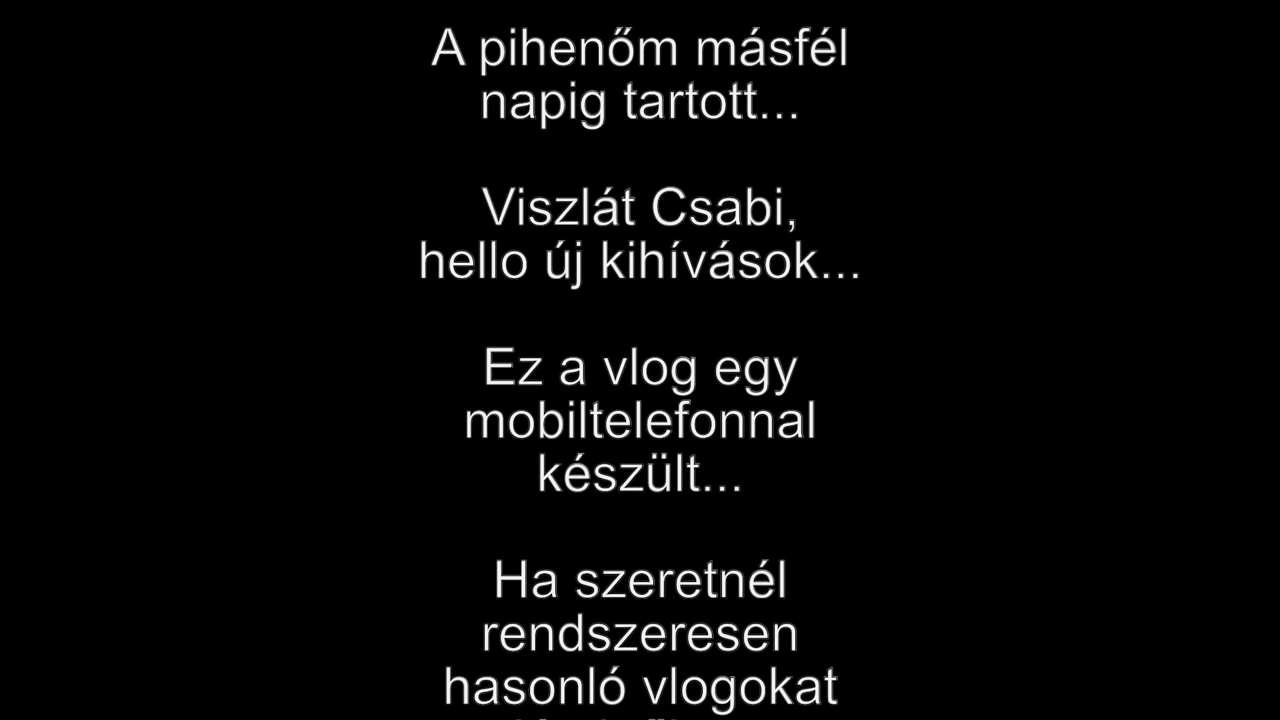 A pihenőm másfél
napig tartott...
Viszlát Csabi,
hello új kihívások...
Ez a vlog egy
mobiltelefonnal
készült...
Ha szeretnél
rendszeresen
hasonló vlogokat